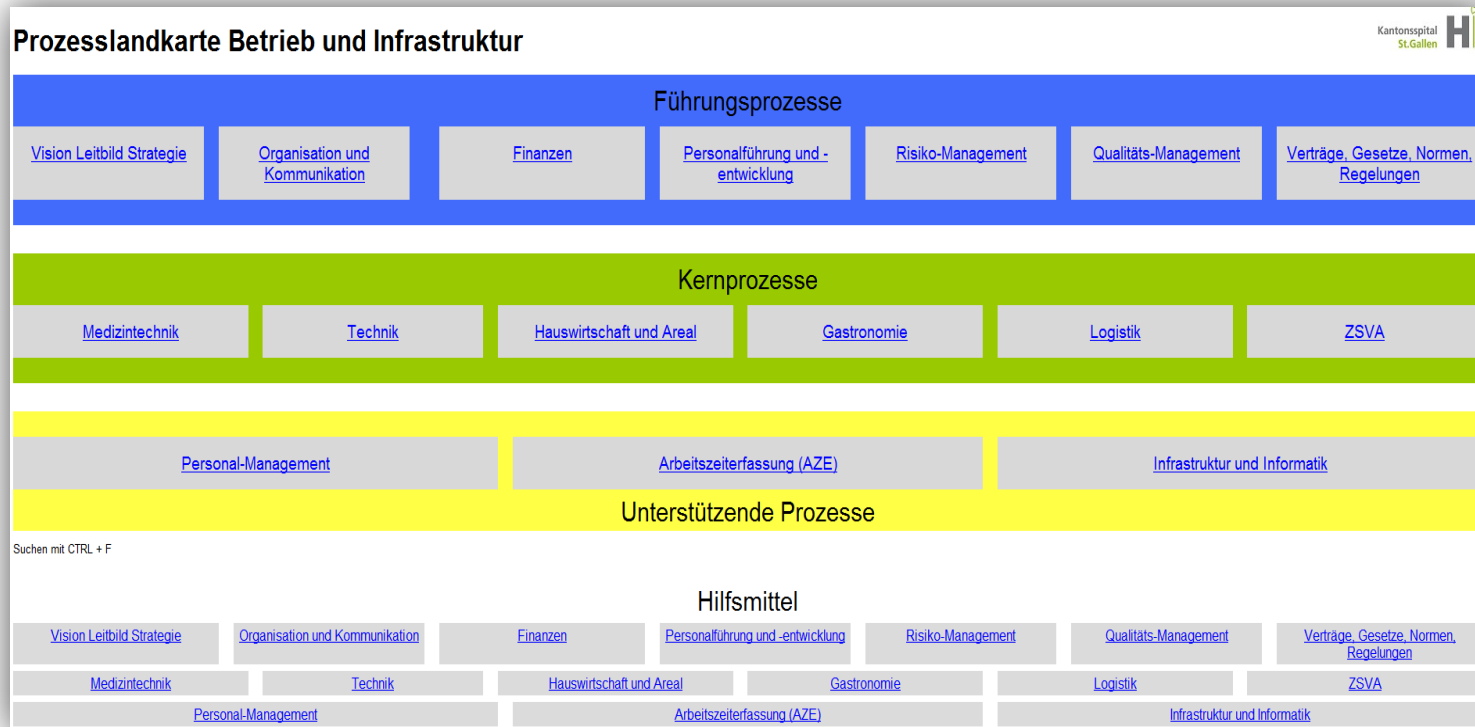 Prozesslandkarte Betrieb und Infrastruktur
Kantonsspital
St.Gallen
Führungsprozesse
Vision Leitbild Strategie
Organisation und
Kommunikation
Finanzen
Personalführung und -
entwicklung
Risiko-Management
Qualitäts-Management
Verträge, Gesetze, Normen,
Regelungen
Kernprozesse
Medizintechnik
Technik
Hauswirtschaft und Areal
Gastronomie
Logistik
ZSVA
Personal-Management
Arbeitszeiterfassung (AZE)
Infrastruktur und Informatik
Unterstützende Prozesse
Suchen mit CTRL + F
Hilfsmittel
Vision Leitbild Strategie
Organisation und Kommunikation
Finanzen
Personalführung und -entwicklung
Risiko-Management
Qualitäts-Management
Verträge, Gesetze, Normen,
Regelungen
Medizintechnik
Technik
Hauswirtschaft und Areal
Gastronomie
Logistik
ZSVA
Personal-Management
Arbeitszeiterfassung (AZE)
Infrastruktur und Informatik